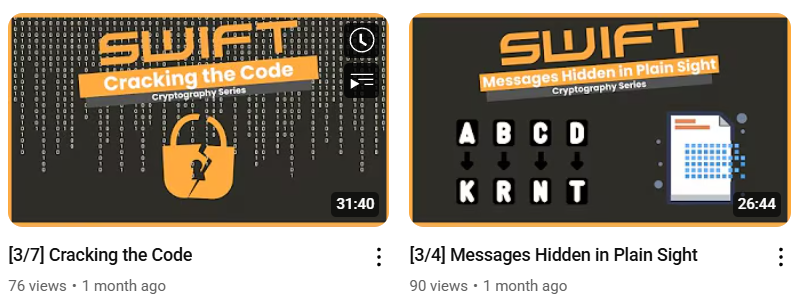 SWIFT
Cracking the Code
Cryptography Series
31:40
[3/7] Cracking the Code
76 views • 1 month ago
SWIFT
Messages Hidden in Plain Sight
Cryptography Series
A B C D
K R N T
26:44
[3/4] Messages Hidden in Plain Sight
90 views • 1 month ago